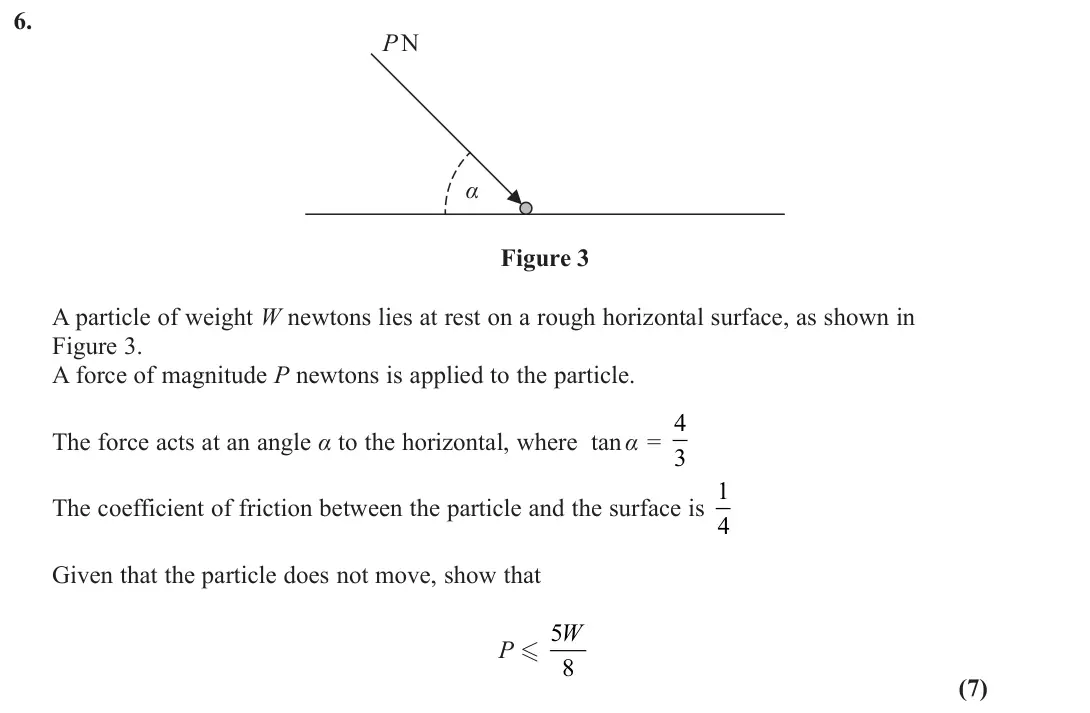 6.
P N
α
Figure 3
A particle of weight W newtons lies at rest on a rough horizontal surface, as shown in
Figure 3.
A force of magnitude P newtons is applied to the particle.
The force acts at an angle α to the horizontal, where tan α = 4/3
The coefficient of friction between the particle and the surface is 1/4
Given that the particle does not move, show that
P ⩽ 5W/8
(7)